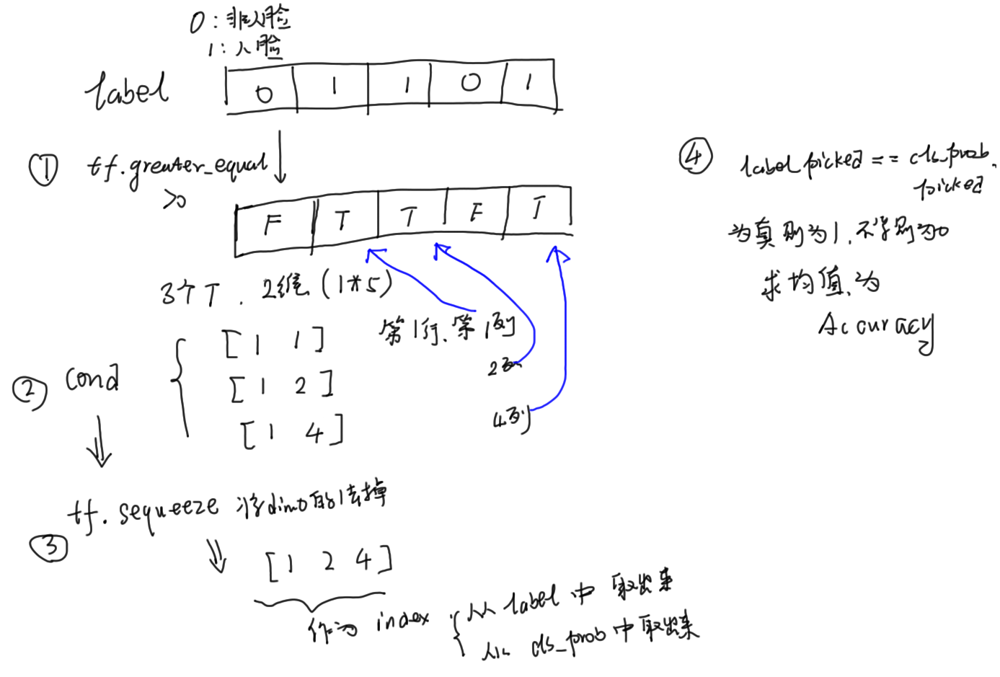 0：非人脸
1：人脸
label 0 1 1 0 1
① tf.greater_equal
>0
F T T F T
3个T. 2维 (1*5)
第1行、第1列
2列
4列
② cond
[1 1]
[1 2]
[1 4]
③ tf.sequeeze 将dim0的1去掉
[1 2 4]
作为 index
从 label 中 取出来
从 cls_prob 中取出来
④ label picked == cls_prob.
picked
为真则为1.不等则为0
求均值.为
Accuracy